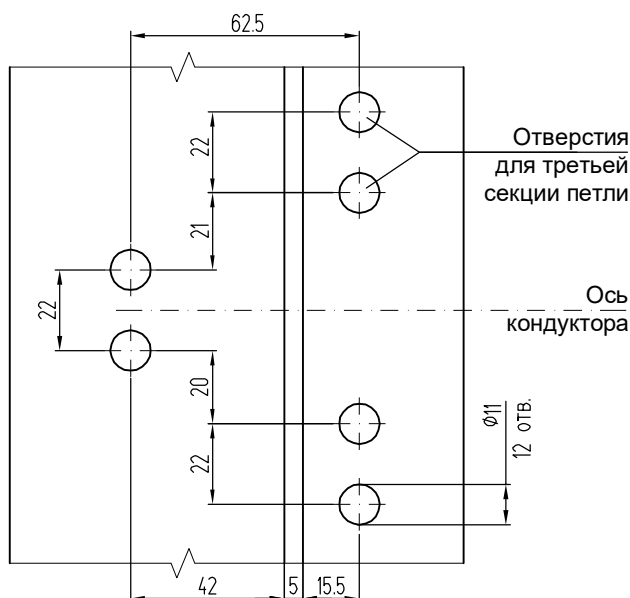 62.5
22
Отверстия
для третьей
секции петли
21
22
Ось
кондуктора
20
22
Ø11
12 отв.
42
5
15.5